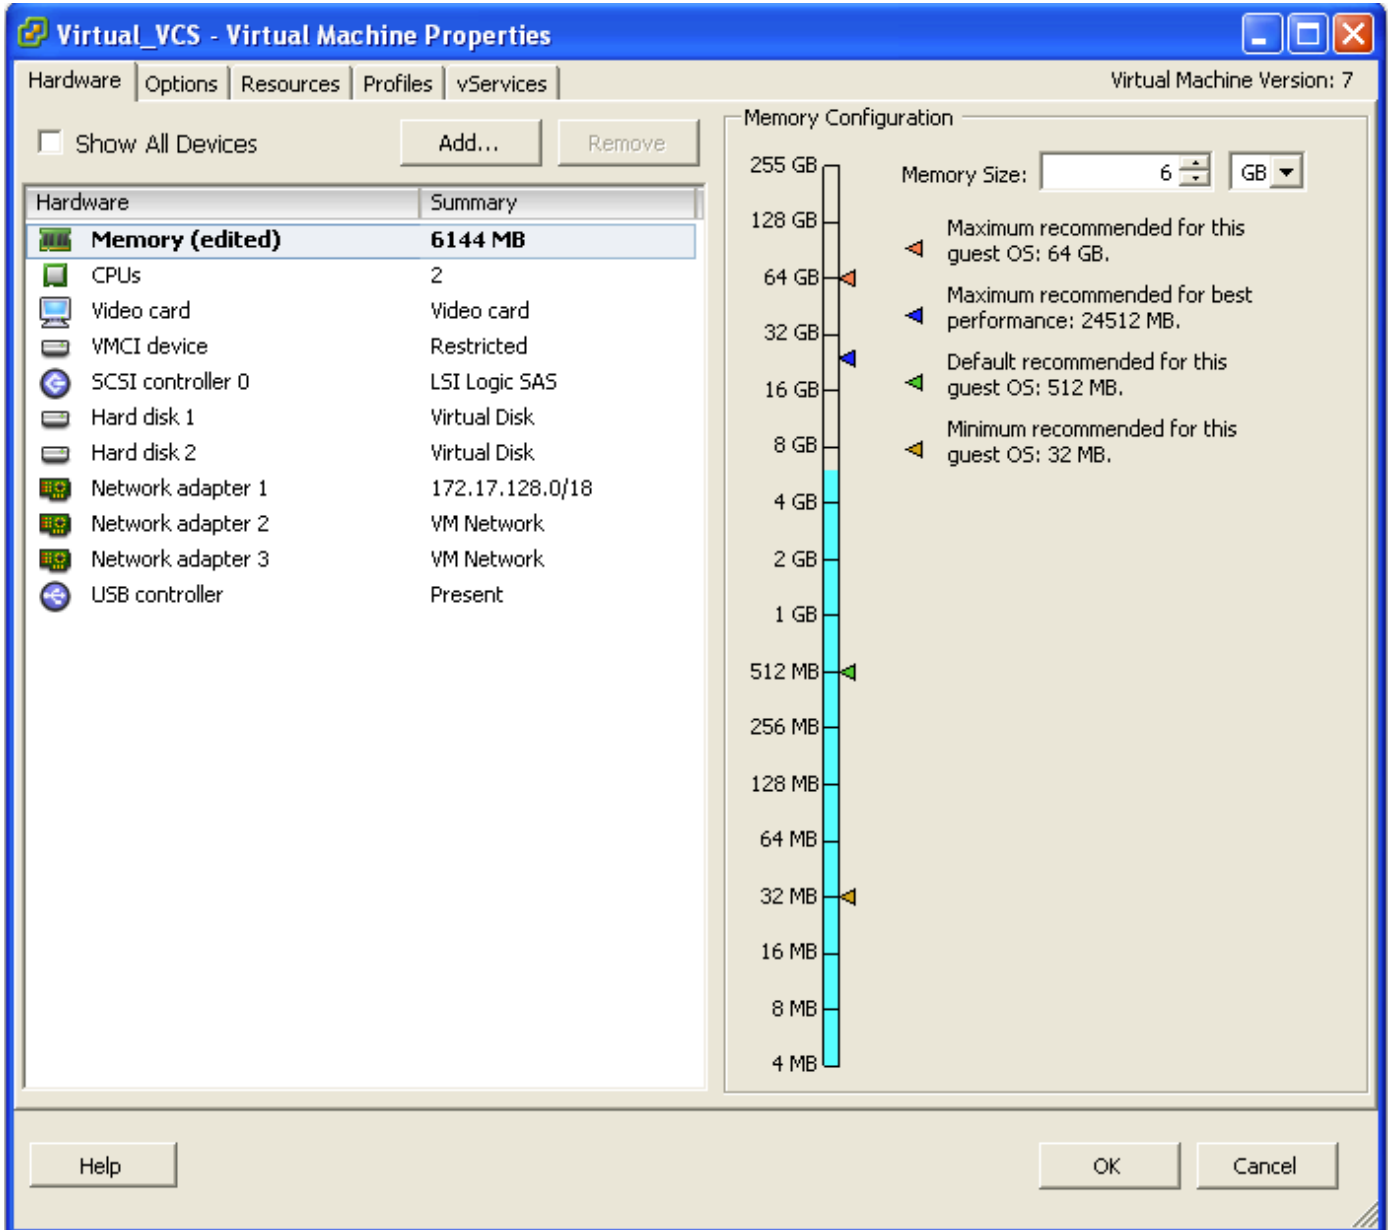 Virtual_VCS - Virtual Machine Properties
Hardware Options Resources Profiles vServices Virtual Machine Version: 7
Show All Devices Add... Remove
Hardware Summary
Memory (edited) 6144 MB
CPUs 2
Video card Video card
VMCI device Restricted
SCSI controller 0 LSI Logic SAS
Hard disk 1 Virtual Disk
Hard disk 2 Virtual Disk
Network adapter 1 172.17.128.0/18
Network adapter 2 VM Network
Network adapter 3 VM Network
USB controller Present
Memory Configuration
Memory Size: 6 GB
255 GB
128 GB
64 GB
32 GB
16 GB
8 GB
4 GB
2 GB
1 GB
512 MB
256 MB
128 MB
64 MB
32 MB
16 MB
8 MB
4 MB
Maximum recommended for this
guest OS: 64 GB.
Maximum recommended for best
performance: 24512 MB.
Default recommended for this
guest OS: 512 MB.
Minimum recommended for this
guest OS: 32 MB.
Help OK Cancel